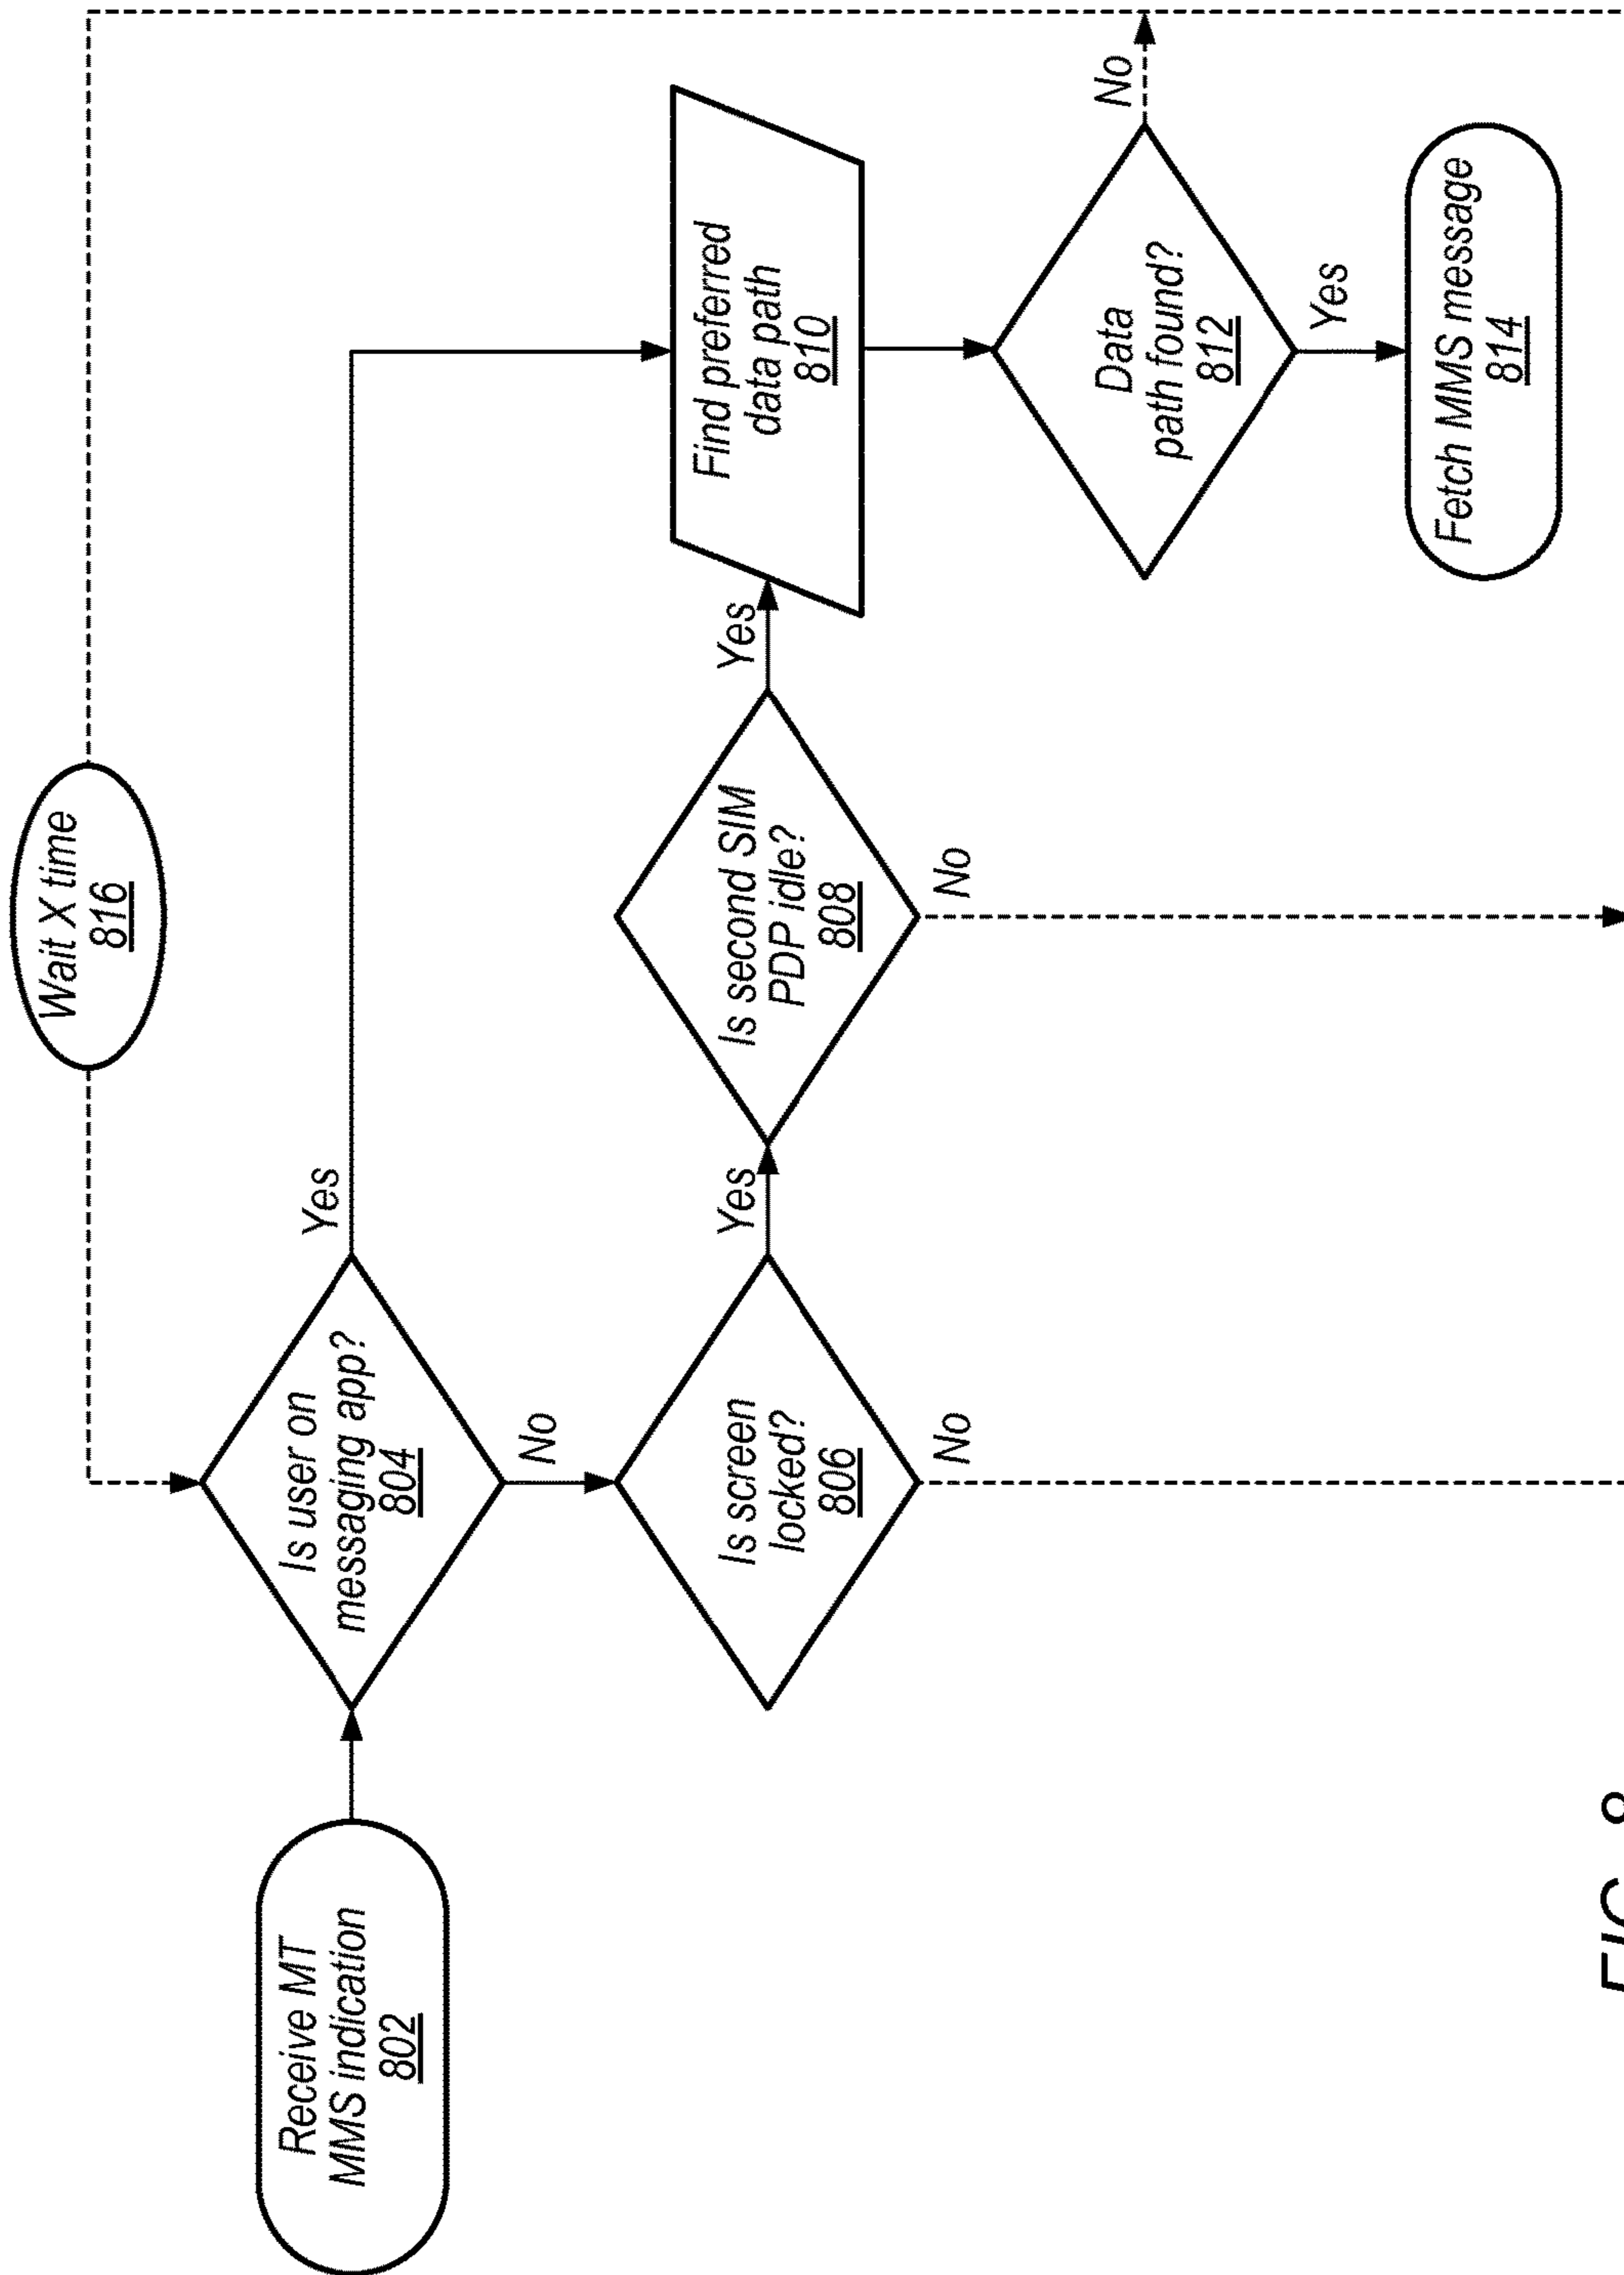 Wait X time
816
Receive MT
MMS indication
802
Is user on
messaging app?
804
Yes
No
Is screen
locked?
806
Yes
No
Is second SIM
PDP idle?
808
Yes
No
Find preferred
data path
810
Data
path found?
812
No
Yes
Fetch MMS message
814
FIG. 8